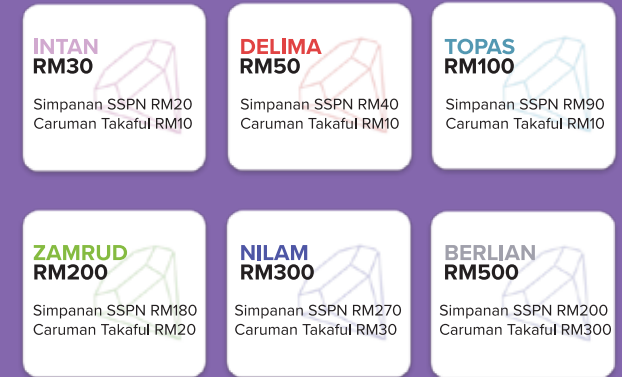 INTAN
RM30
Simpanan SSPN RM20
Caruman Takaful RM10
DELIMA
RM50
Simpanan SSPN RM40
Caruman Takaful RM10
TOPAS
RM100
Simpanan SSPN RM90
Caruman Takaful RM10
ZAMRUD
RM200
Simpanan SSPN RM180
Caruman Takaful RM20
NILAM
RM300
Simpanan SSPN RM270
Caruman Takaful RM30
BERLIAN
RM500
Simpanan SSPN RM200
Caruman Takaful RM300